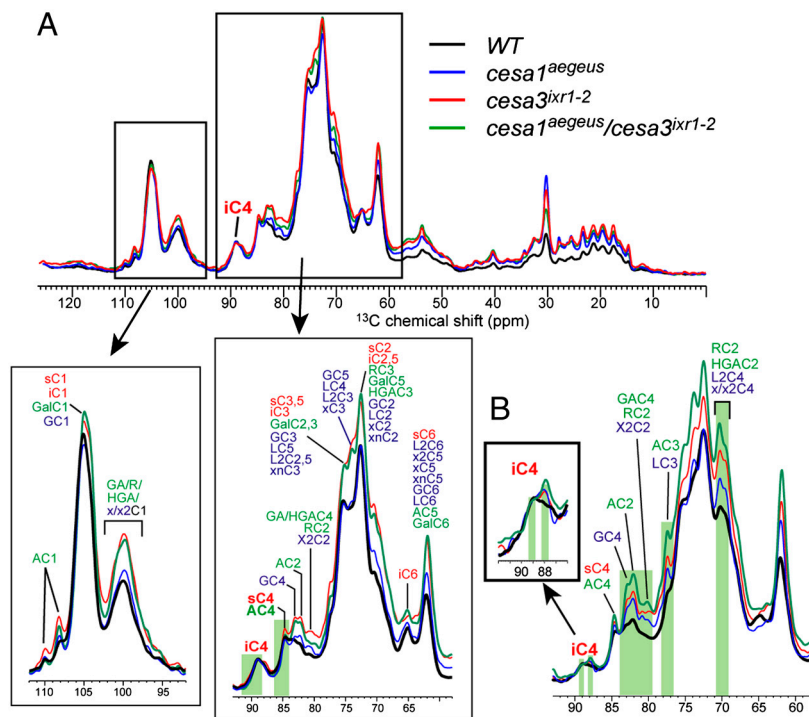 A
WT
cesa1aegeus
cesa3ixr1-2
cesa1aegeus/cesa3ixr1-2
iC4
120 100 90 80 70 60 50 40 30 20 10
13C chemical shift (ppm)
sC1
iC1
GalC1
GC1
GA/R/
HGA/
x/x2C1
AC1
112 105 100 95
sC2
iC2,5
RC3
GalC5
HGAC3
GC2
LC2
xC2
xnC2
GC5
LC4
L2C3
xC3
sC3,5
iC3
GalC2,3
GC3
LC5
L2C2,5
xnC3
sC6
L2C6
x2C5
xC5
xnC5
GC6
LC6
AC5
GalC6
GA/HGAC4
RC2
X2C2
AC2
GC4
sC4
AC4
iC6
iC4
90 85 80 75 70 65 60
B
RC2
HGAC2
L2C4
x/x2C4
GAC4
RC2
X2C2
AC3
LC3
iC4
90 88
AC2
GC4
sC4
AC4
iC4
90 85 80 75 70 65 60